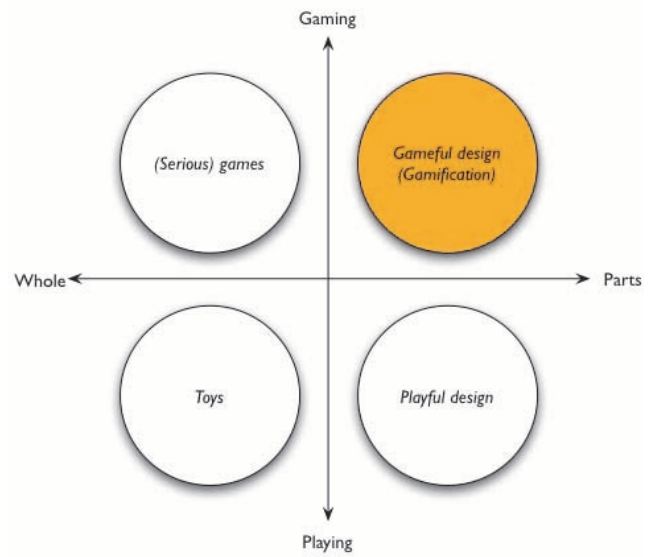 Gaming
(Serious) games
Gameful design
(Gamification)
Whole
Parts
Toys
Playful design
Playing